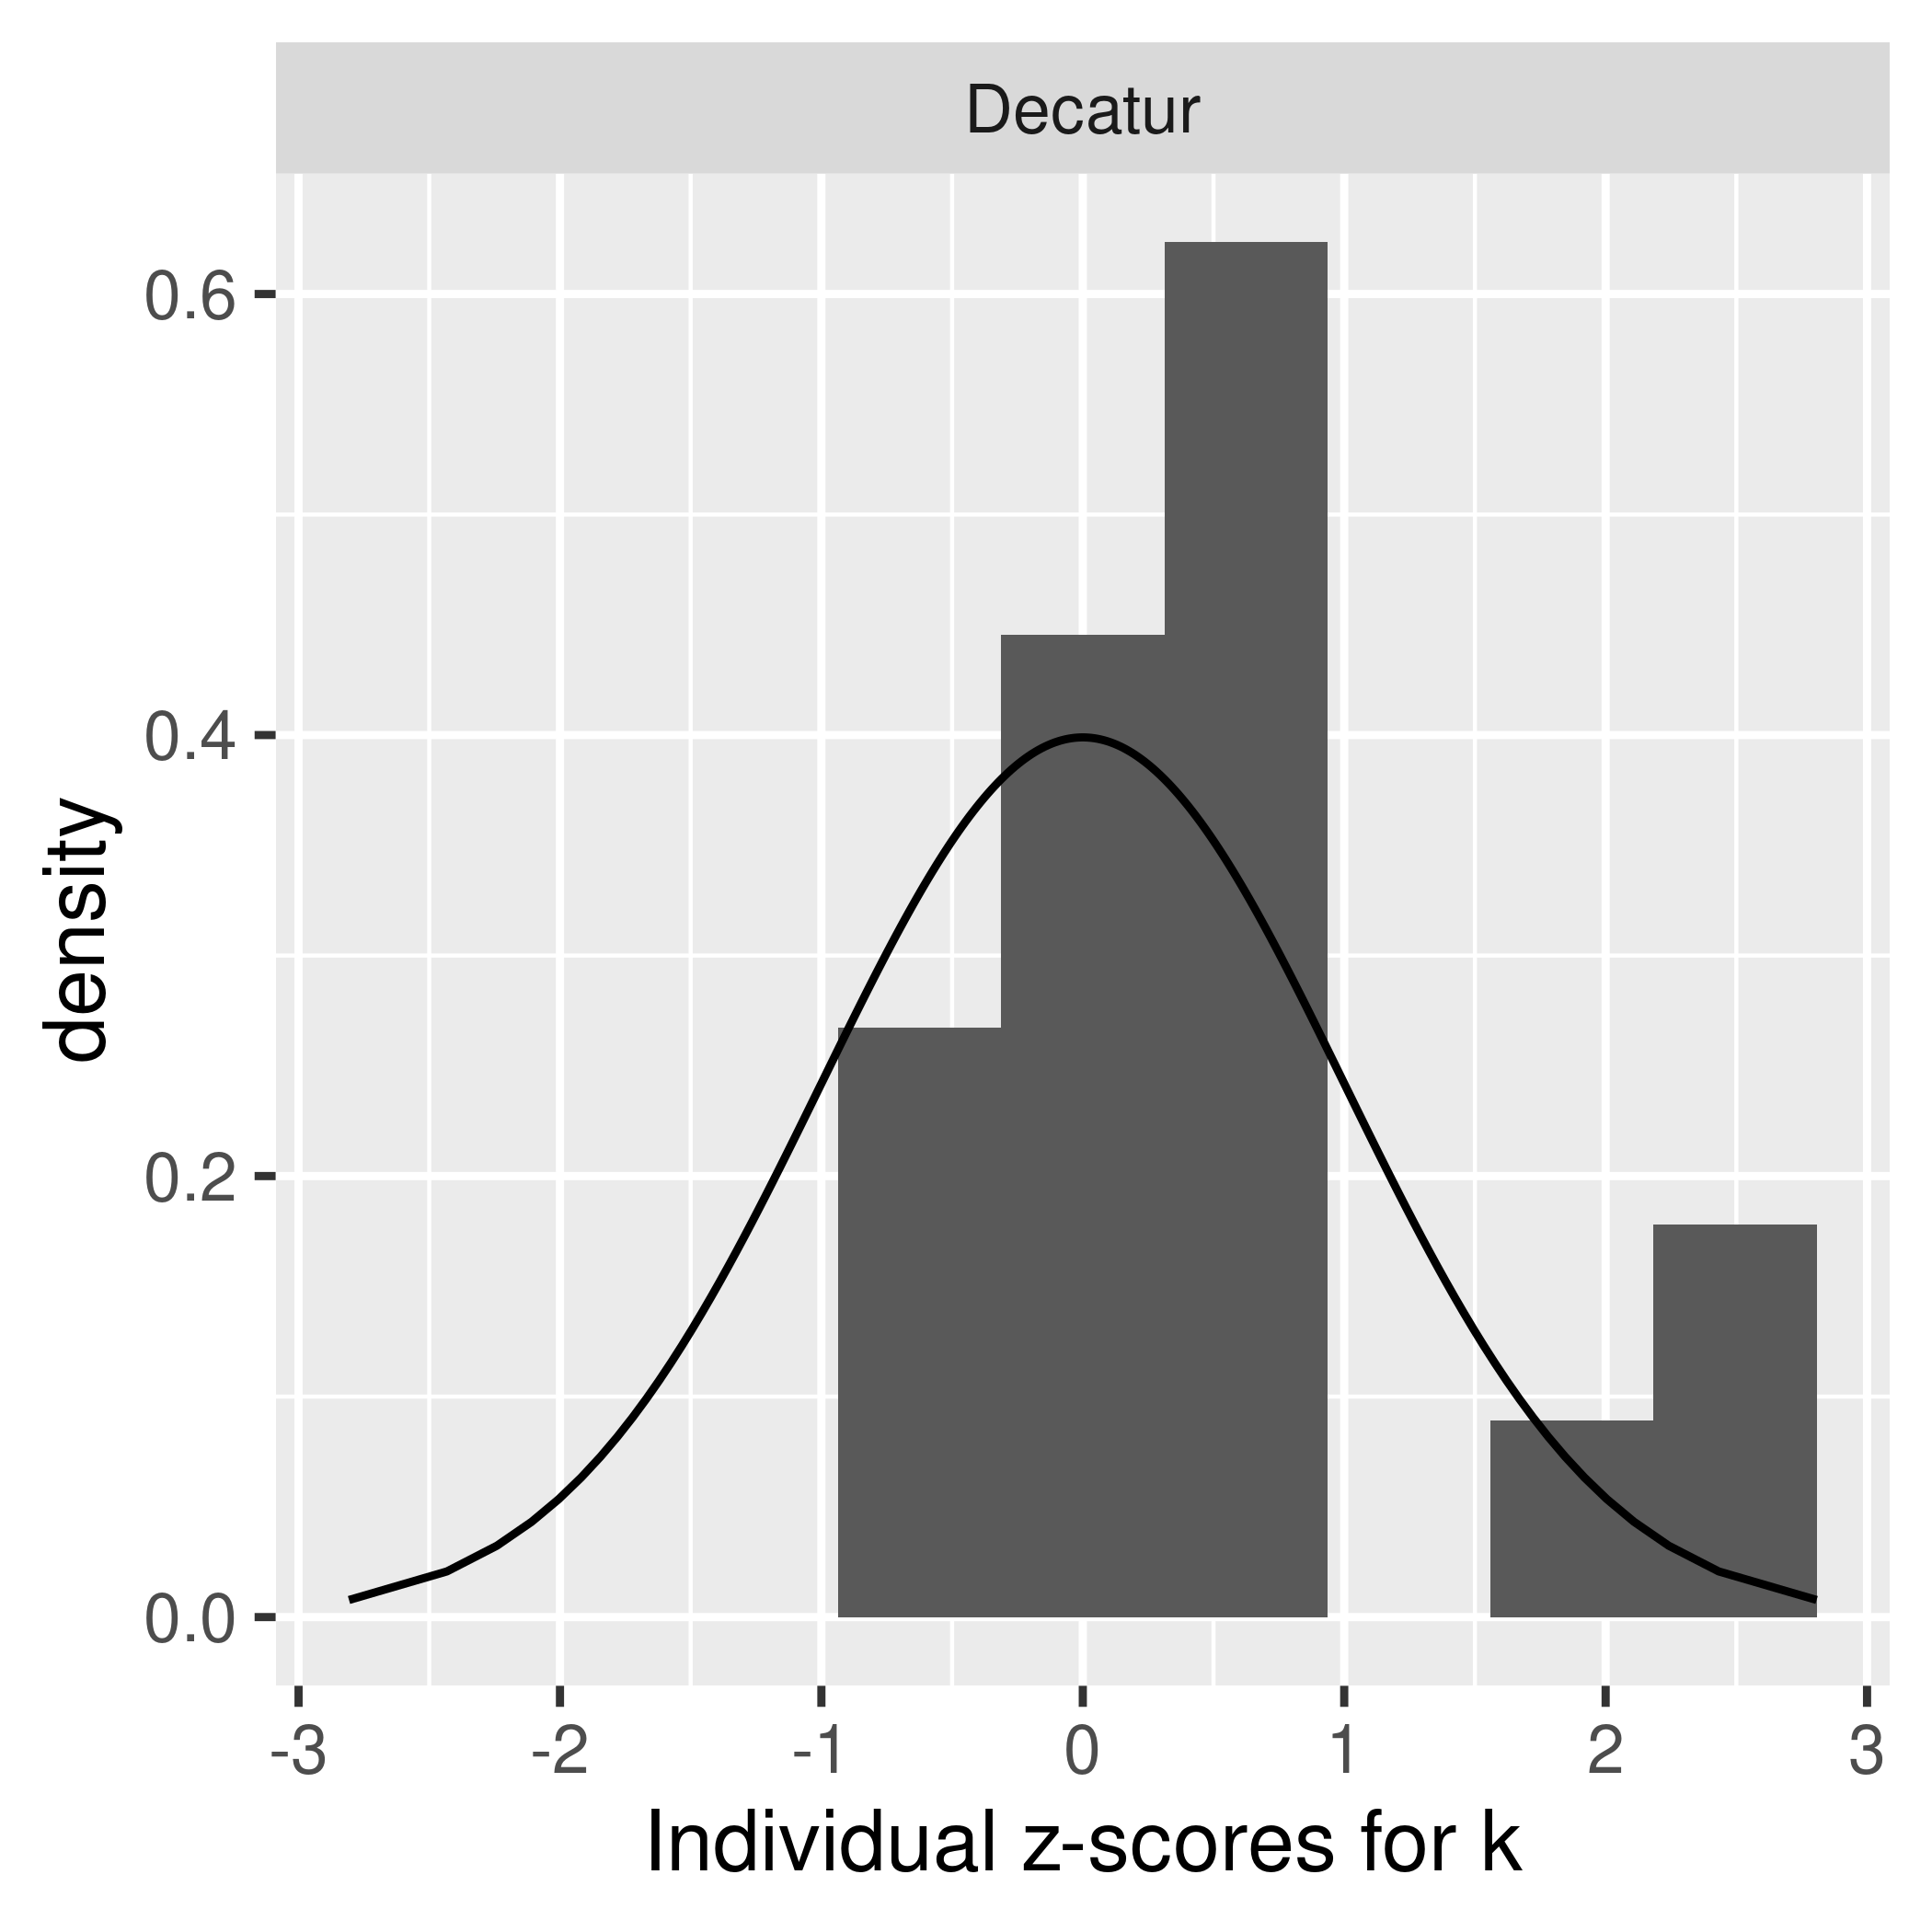 Decatur
0.6
0.4
0.2
0.0
density
-3 -2 -1 0 1 2 3
Individual z-scores for k